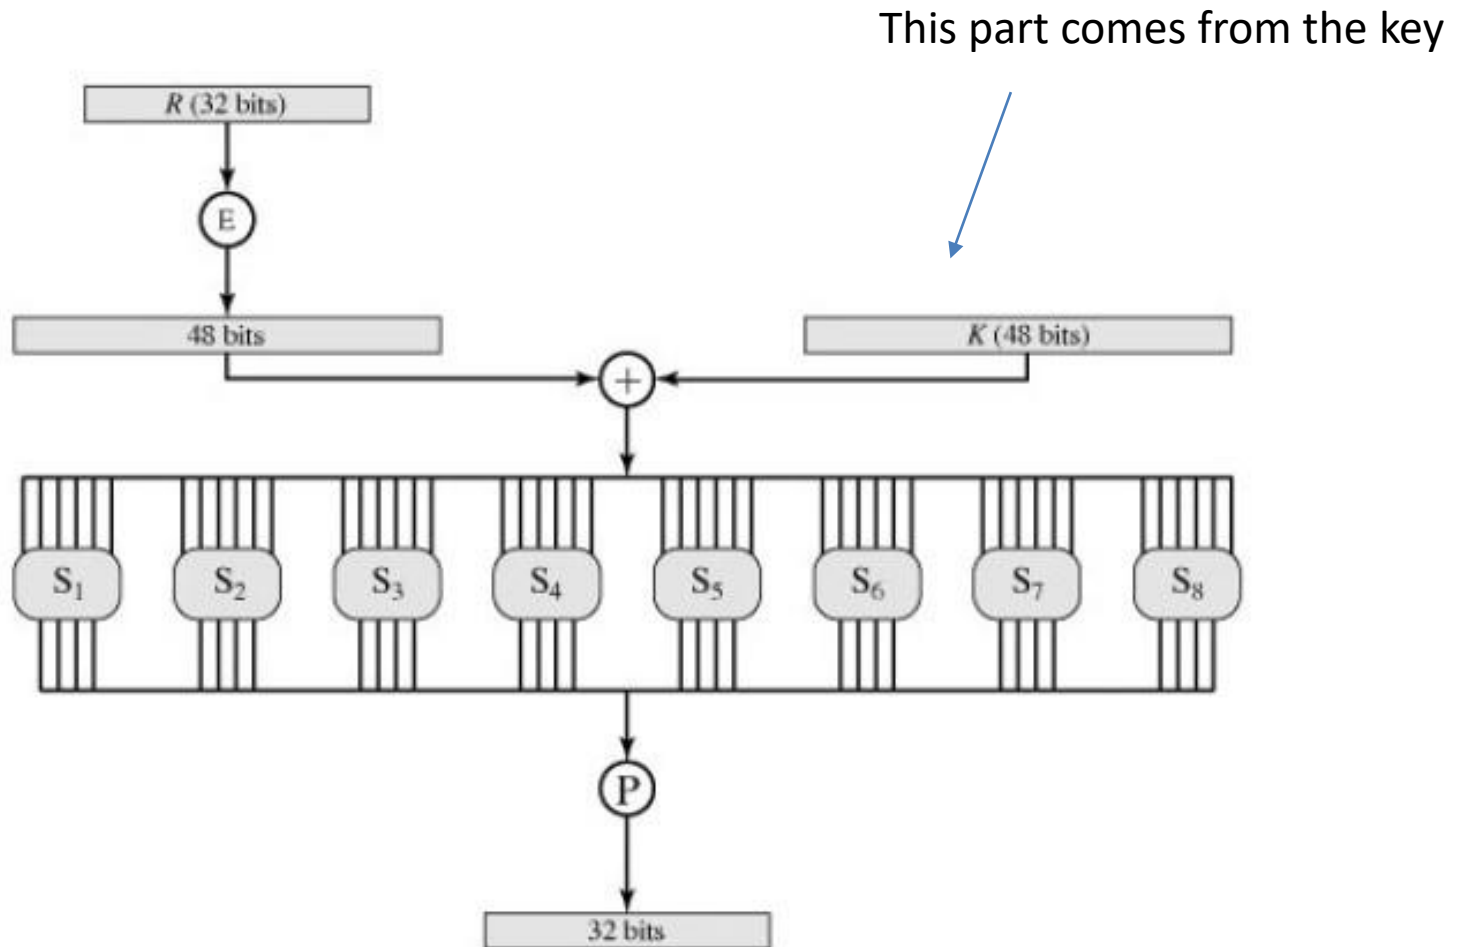 This part comes from the key
R (32 bits)
E
48 bits
K (48 bits)
+
S₁ S₂ S₃ S₄ S₅ S₆ S₇ S₈
P
32 bits